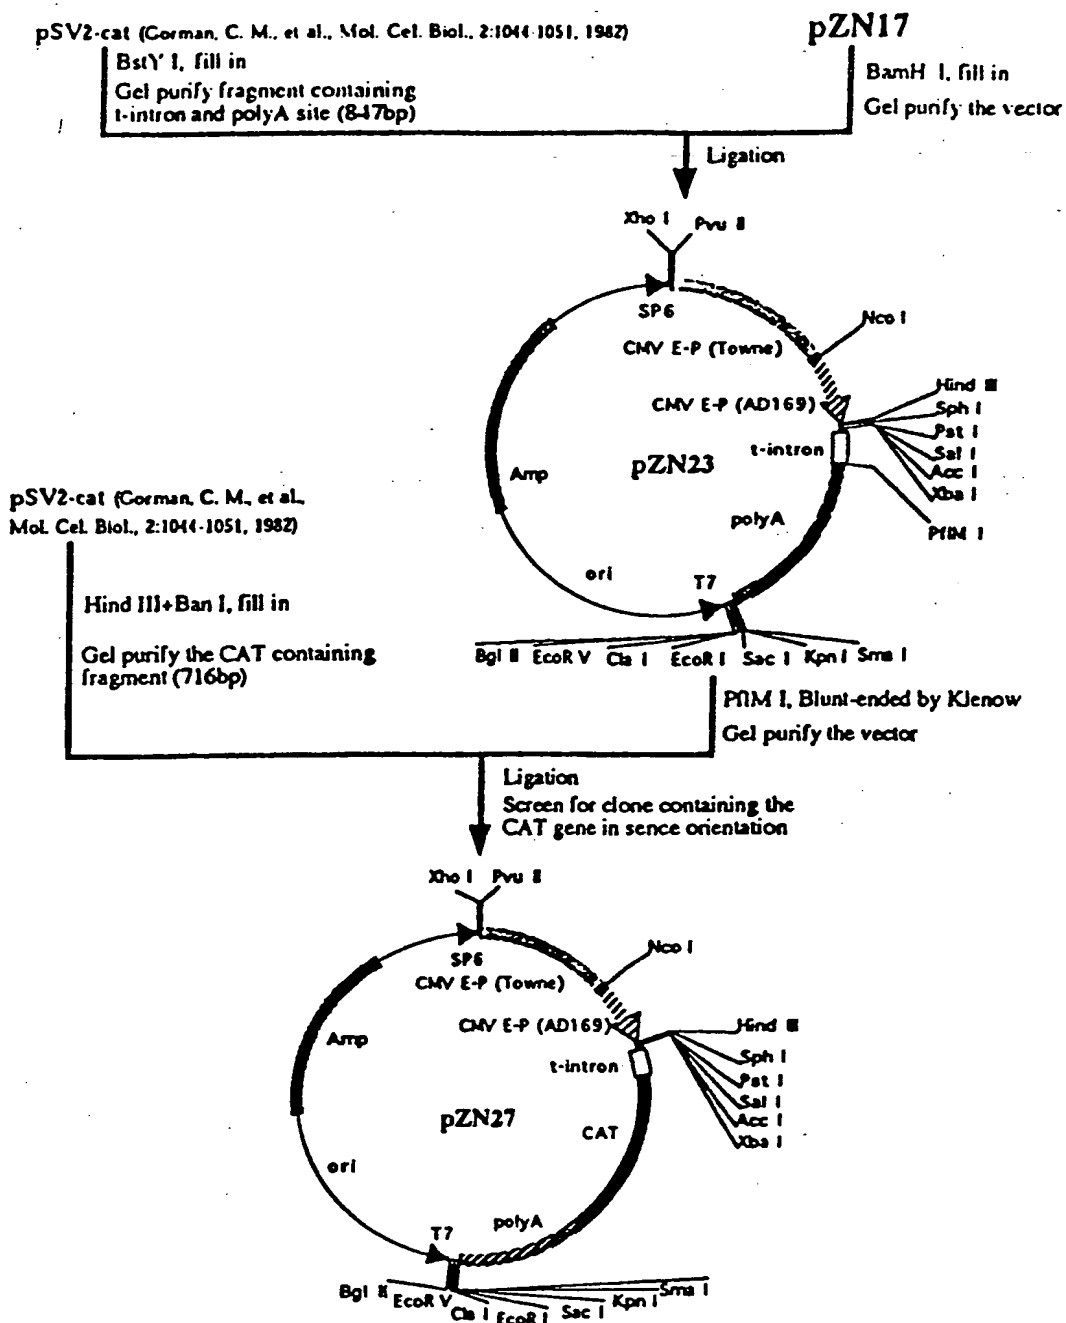 pSV2-cat (Gorman, C. M., et al., Mol. Cel. Biol., 2:1044-1051, 1982)
pZN17
BstY I, fill in
Gel purify fragment containing
t-intron and polyA site (847bp)
BamH I, fill in
Gel purify the vector
Ligation
Xho I
Pvu II
SP6
Nco I
CMV E-P (Towne)
CMV E-P (AD169)
Hind III
Sph I
Pst I
Sal I
Acc I
Xba I
t-intron
pZN23
Amp
polyA
PflM I
ori
T7
Bgl II
EcoR V
Cla I
EcoR I
Sac I
Kpn I
Sma I
pSV2-cat (Gorman, C. M., et al.,
Mol. Cel. Biol., 2:1044-1051, 1982)
Hind III+Ban I, fill in
Gel purify the CAT containing
fragment (716bp)
PflM I, Blunt-ended by Klenow
Gel purify the vector
Ligation
Screen for clone containing the
CAT gene in sence orientation
Xho I
Pvu II
SP6
Nco I
CMV E-P (Towne)
CMV E-P (AD169)
Hind III
Sph I
Pst I
Sal I
Acc I
Xba I
t-intron
Amp
pZN27
CAT
ori
T7
polyA
Bgl II
EcoR V
Cla I
EcoR I
Sac I
Kpn I
Sma I